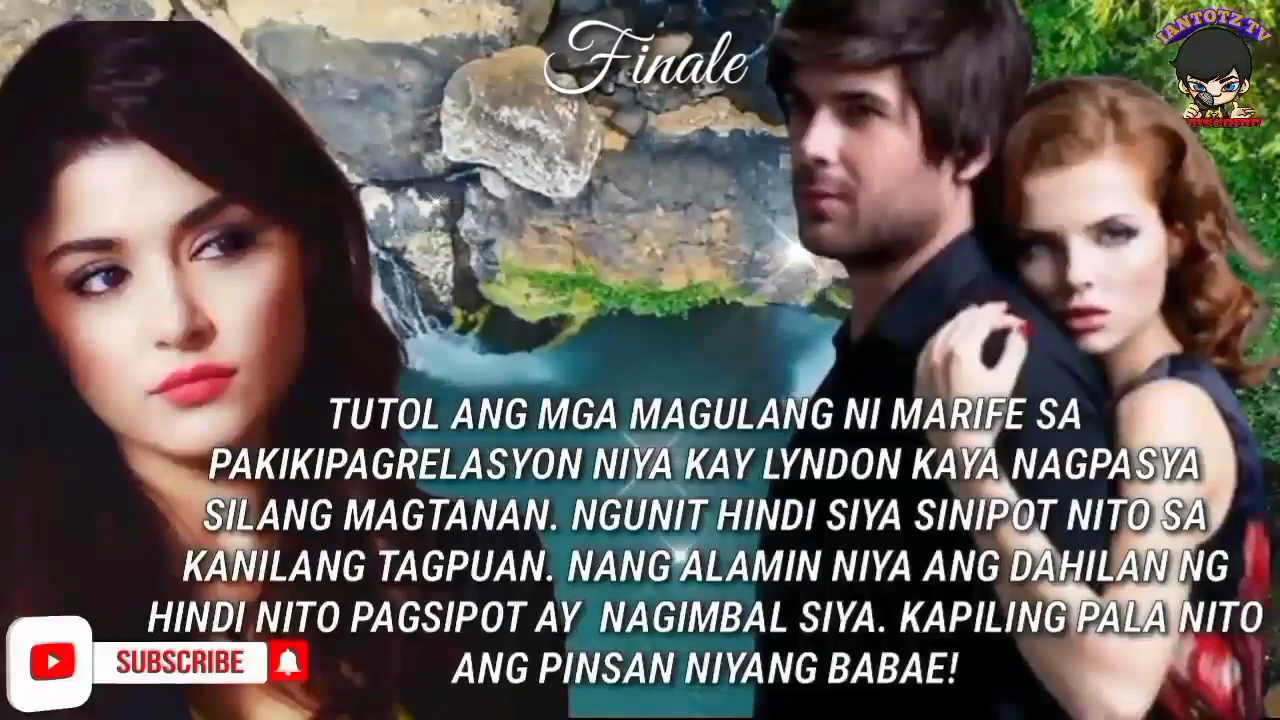 Finale
JANTOTZ TV
TUTOL ANG MGA MAGULANG NI MARIFE SA
PAKIKIPAGRELASYON NIYA KAY LYNDON KAYA NAGPASYA
SILANG MAGTANAN. NGUNIT HINDI SIYA SINIPOT NITO SA
KANILANG TAGPUAN. NANG ALAMIN NIYA ANG DAHILAN NG
HINDI NITO PAGSIPOT AY NAGIMBAL SIYA. KAPILING PALA NITO
ANG PINSAN NIYANG BABAE!
SUBSCRIBE